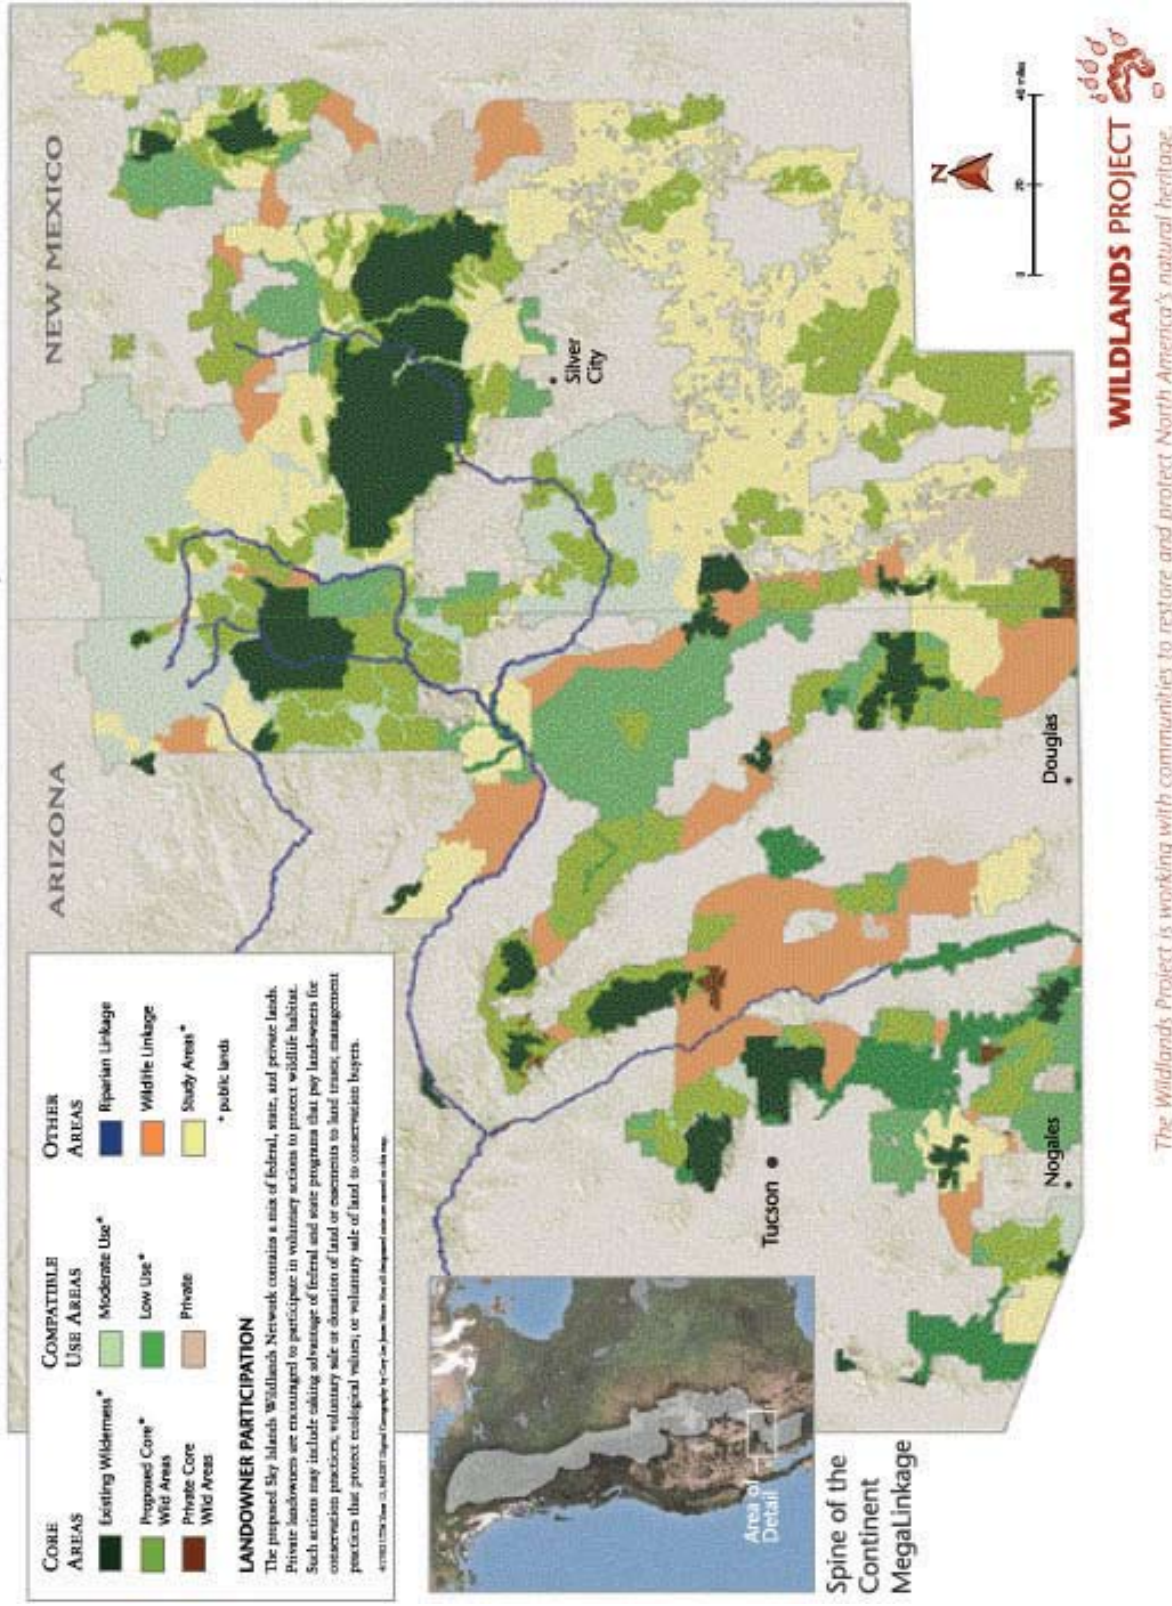 CORE
AREAS
Existing Wilderness*
Proposed Core*
Wild Areas
Private Core
Wild Areas
COMPATIBLE
USE AREAS
Moderate Use*
Low Use*
Private
OTHER
AREAS
Riparian Linkage
Wildlife Linkage
Study Areas*
* public lands
LANDOWNER PARTICIPATION
The proposed Sky Islands Wildlands Network contains a mix of federal, state, and private lands.
Private landowners are encouraged to participate in voluntary actions to protect wildlife habitat.
Such actions may include taking advantage of federal and state programs that pay landowners for
conservation practices, voluntary sale or donation of land or easements to land trusts; management
practices that protect ecological values; or voluntary sale of land to conservation buyers.
ARIZONA
NEW MEXICO
Silver
City
Tucson
Nogales
Douglas
Area of
Detail
Spine of the
Continent
MegaLinkage
N
0 20 40 miles
WILDLANDS PROJECT
The Wildlands Project is working with communities to restore and protect North America's natural heritage